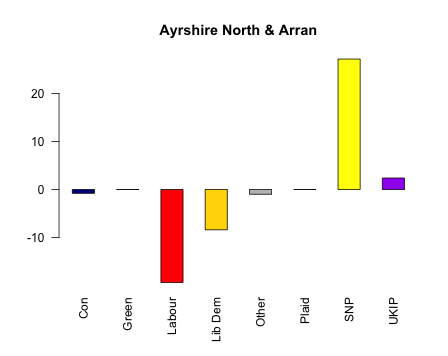 Ayrshire North & Arran
20
10
0
-10
Con
Green
Labour
Lib Dem
Other
Plaid
SNP
UKIP